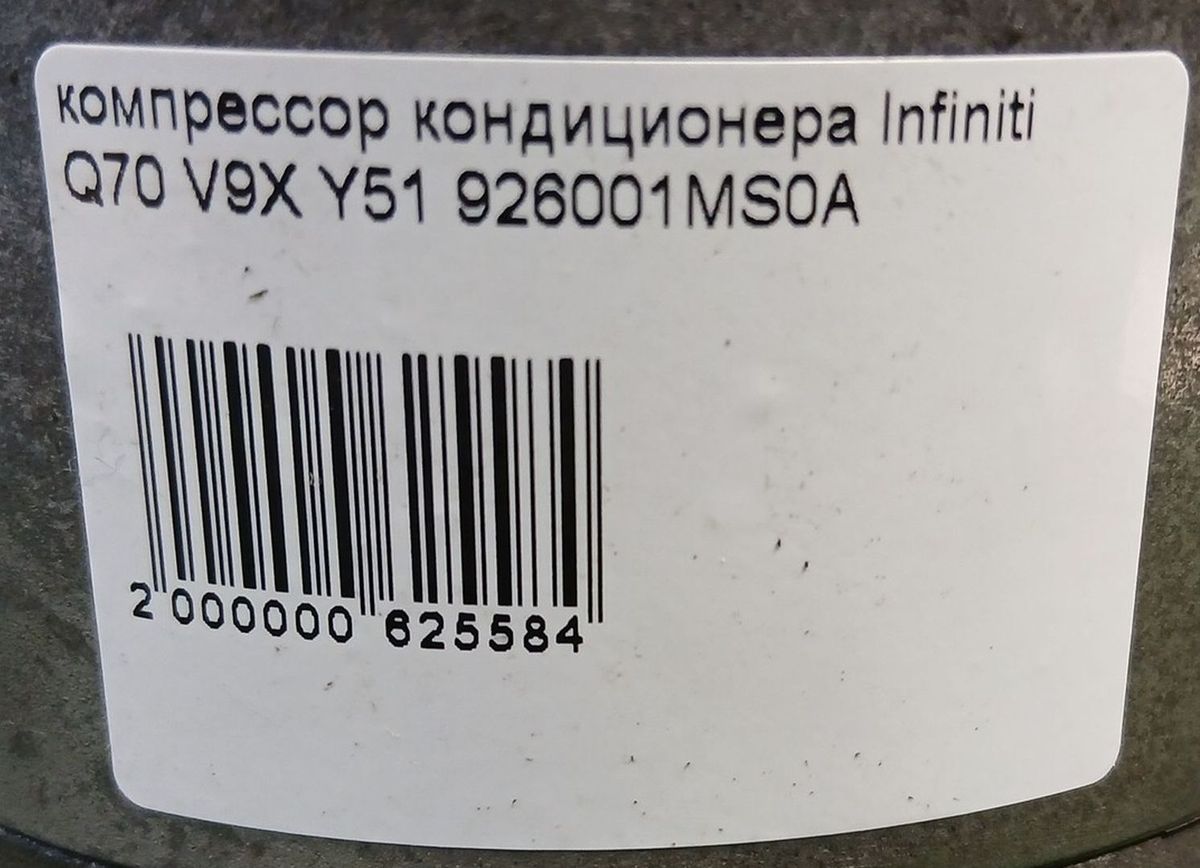 компрессор кондиционера Infiniti
Q70 V9X Y51 926001MS0A
2 000000 625584